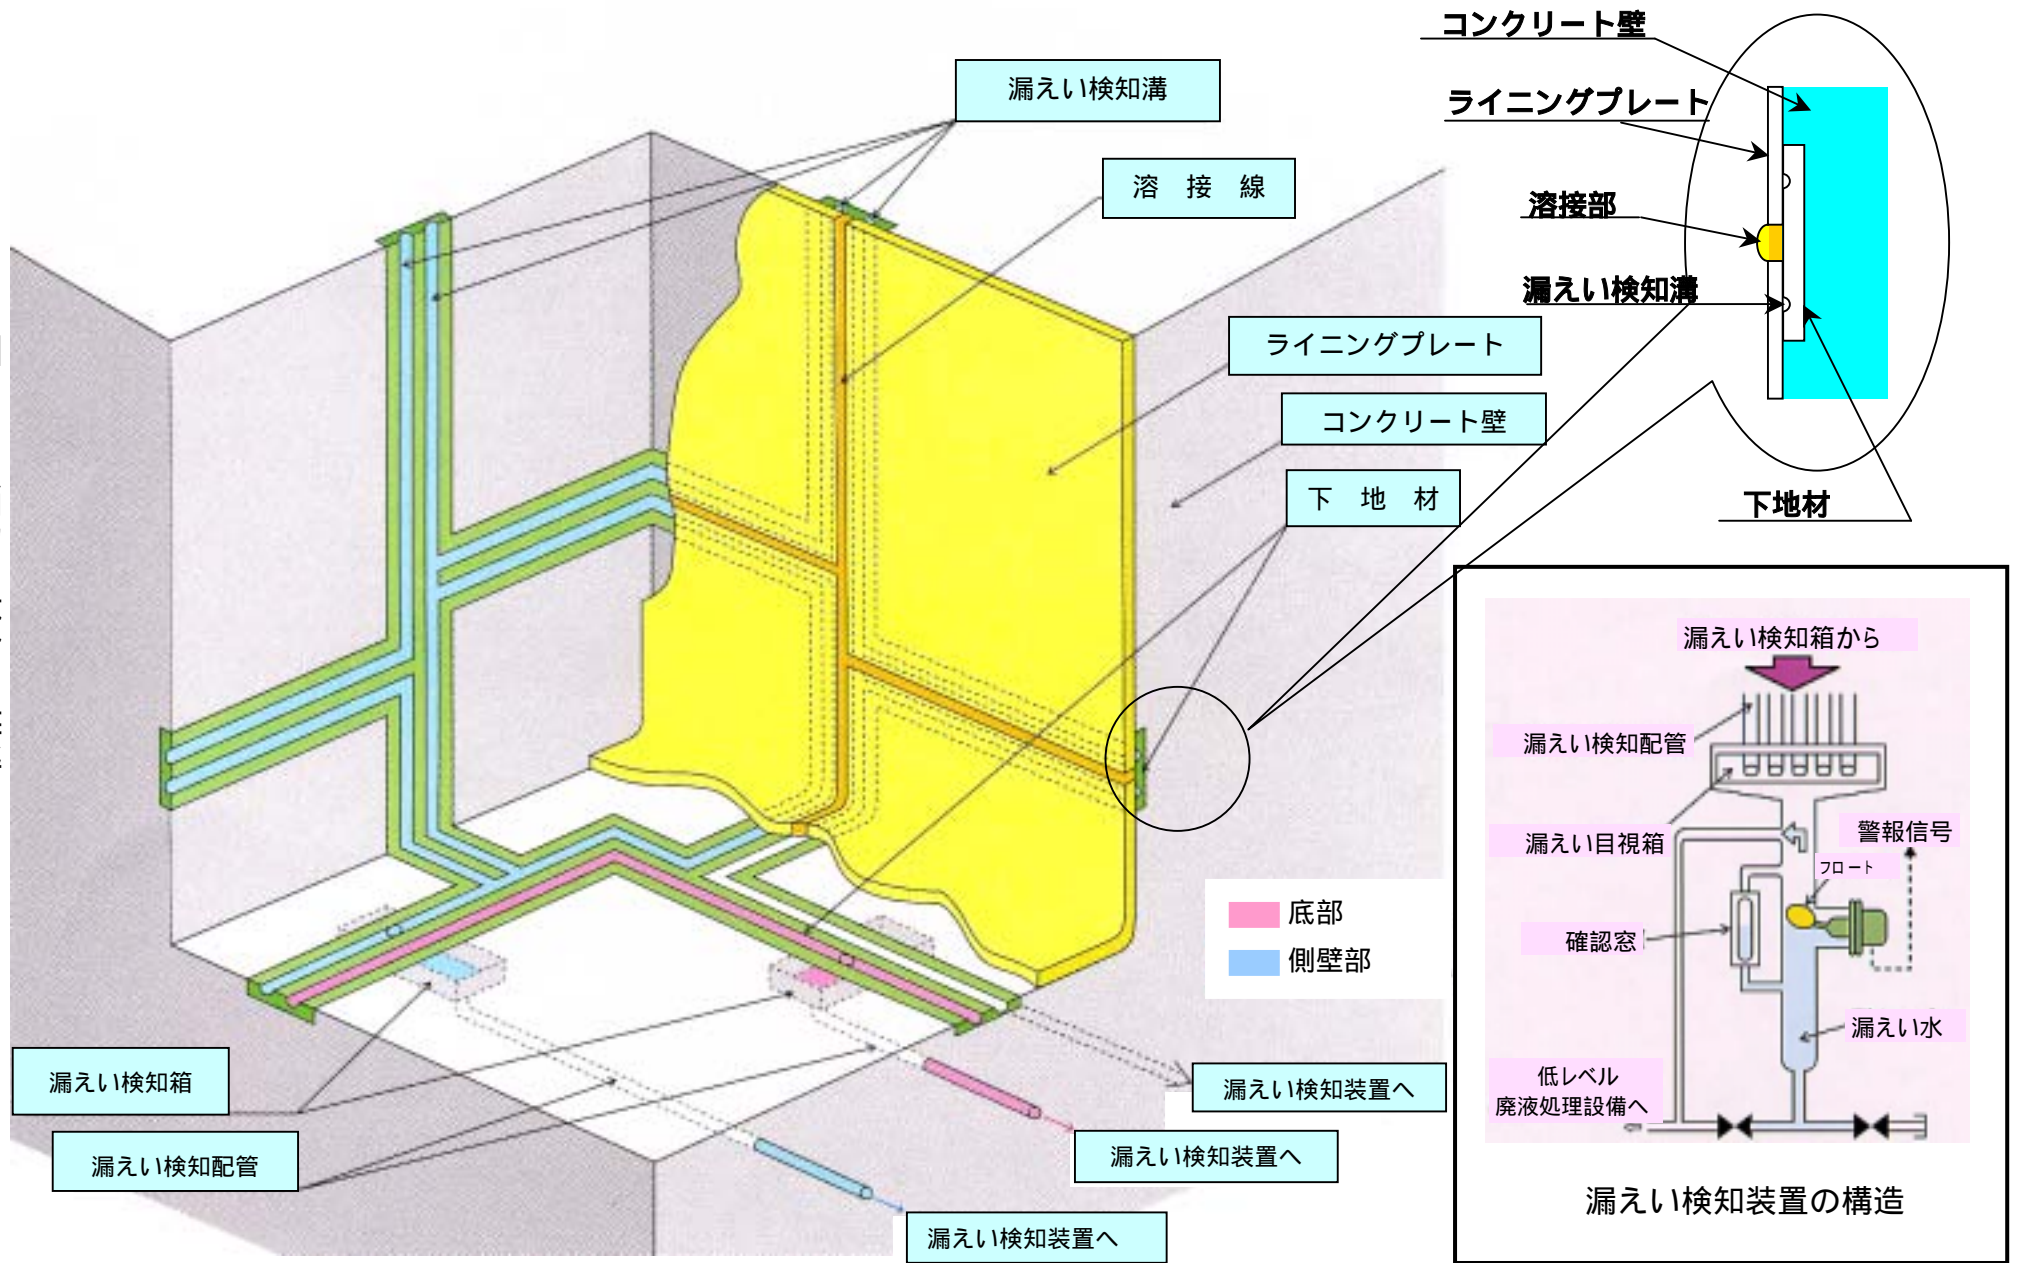 漏えい検知溝
溶 接 線
ライニングプレート
コンクリート壁
下 地 材
コンクリート壁
ライニングプレート
溶接部
漏えい検知溝
下地材
底部
側壁部
漏えい検知箱
漏えい検知配管
漏えい検知装置へ
漏えい検知装置へ
漏えい検知装置へ
漏えい検知箱から
漏えい検知配管
漏えい目視箱
警報信号
フロート
確認窓
漏えい水
低レベル
廃液処理設備へ
漏えい検知装置の構造